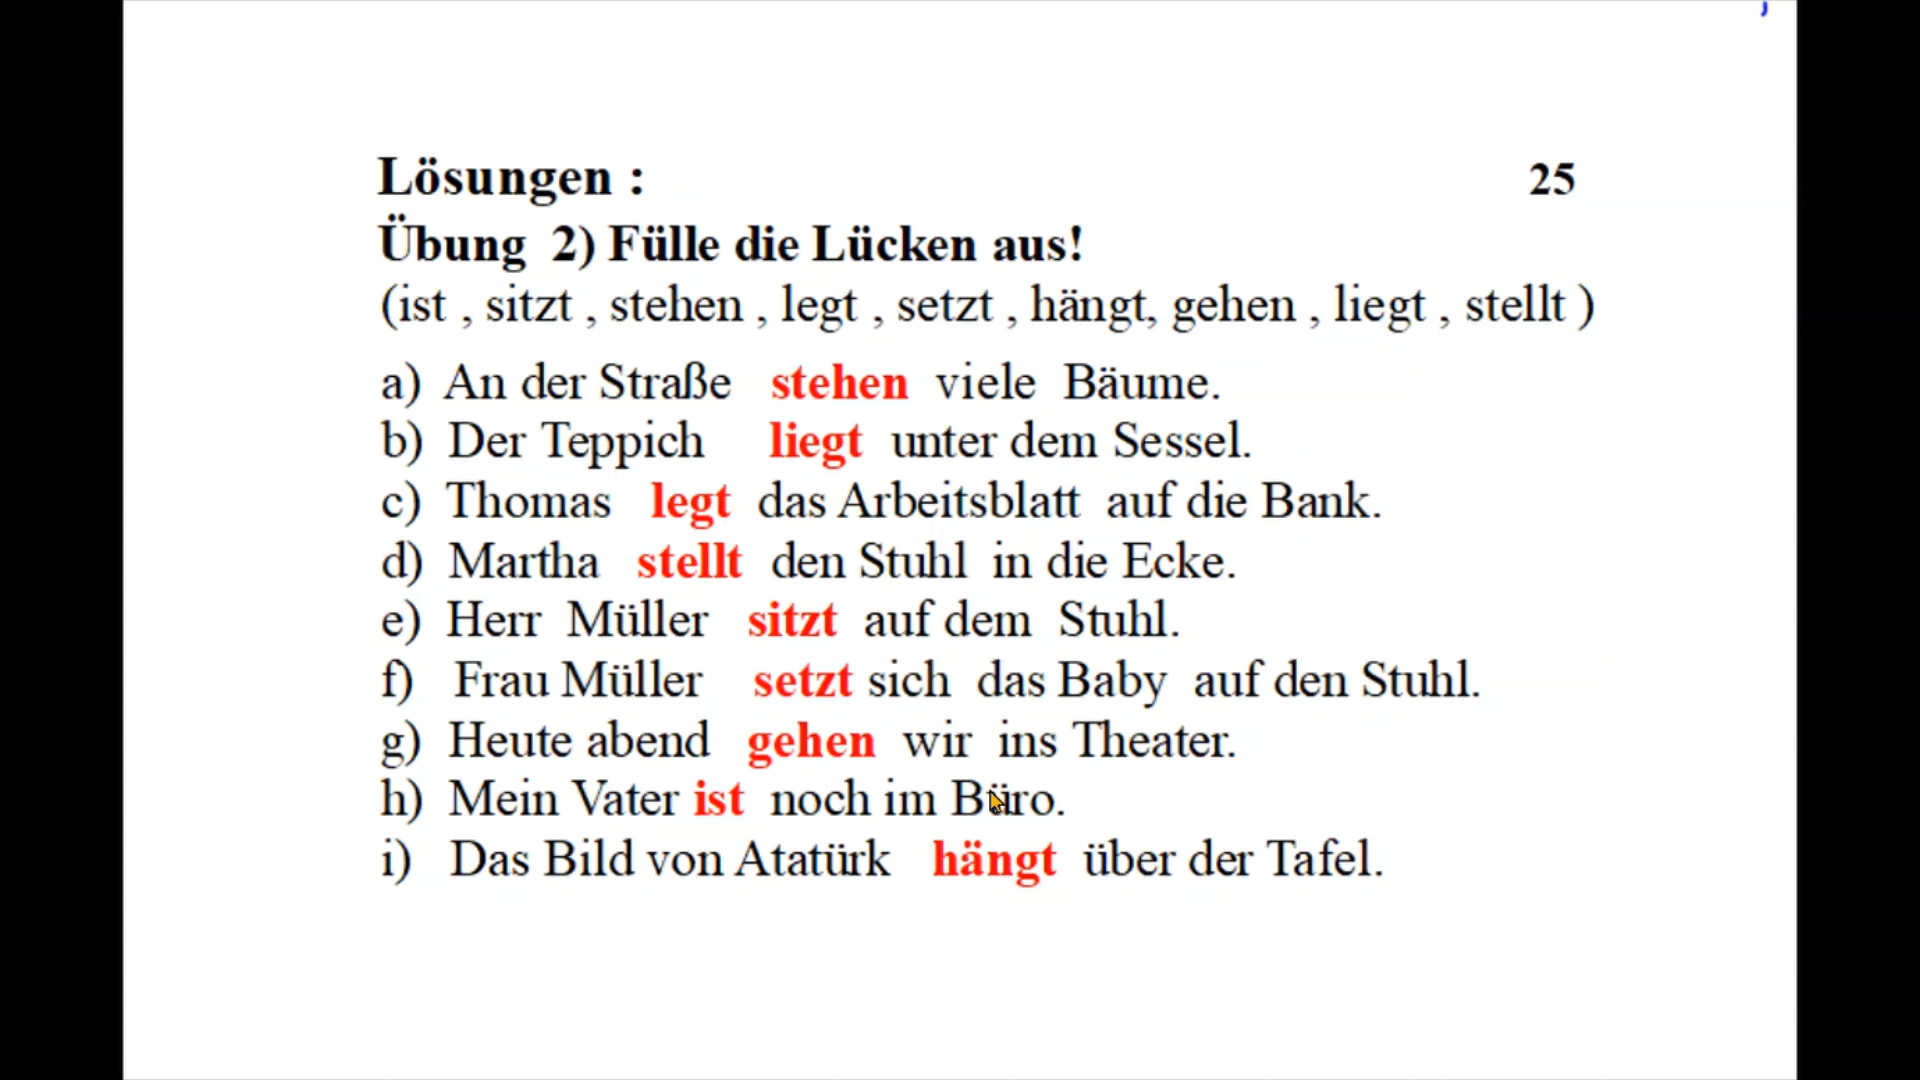 Lösungen : 25
Übung 2) Fülle die Lücken aus!
(ist , sitzt , stehen , legt , setzt , hängt, gehen , liegt , stellt )
a) An der Straße stehen viele Bäume.
b) Der Teppich liegt unter dem Sessel.
c) Thomas legt das Arbeitsblatt auf die Bank.
d) Martha stellt den Stuhl in die Ecke.
e) Herr Müller sitzt auf dem Stuhl.
f) Frau Müller setzt sich das Baby auf den Stuhl.
g) Heute abend gehen wir ins Theater.
h) Mein Vater ist noch im Büro.
i) Das Bild von Atatürk hängt über der Tafel.